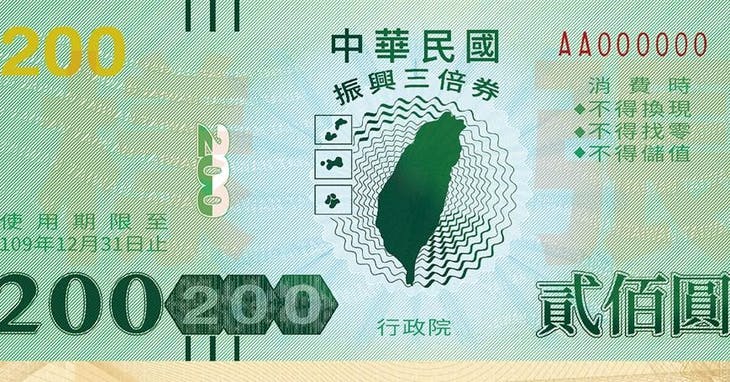 200
中華民國
振興三倍券
AA000000
消費時
◆不得換現
◆不得找零
◆不得儲值
200
使用期限至
109年12月31日止
200
200
行政院
貳佰圓